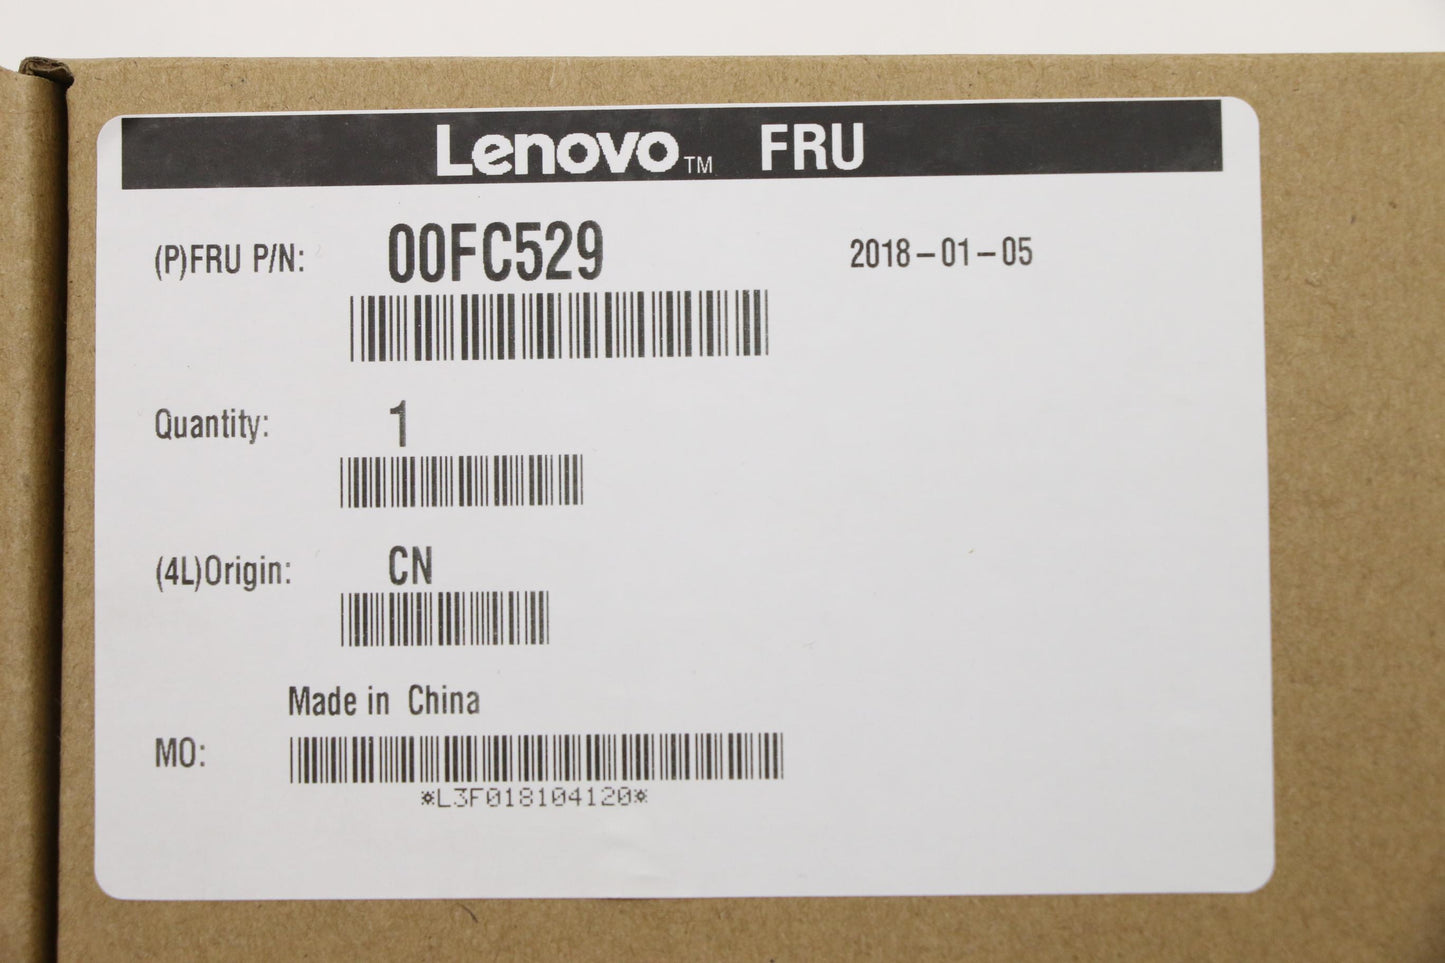 Lenovo™ FRU
(P)FRU P/N: 00FC529 2018-01-05
Quantity: 1
(4L)Origin: CN
Made in China
MO:
*L3F018104120*